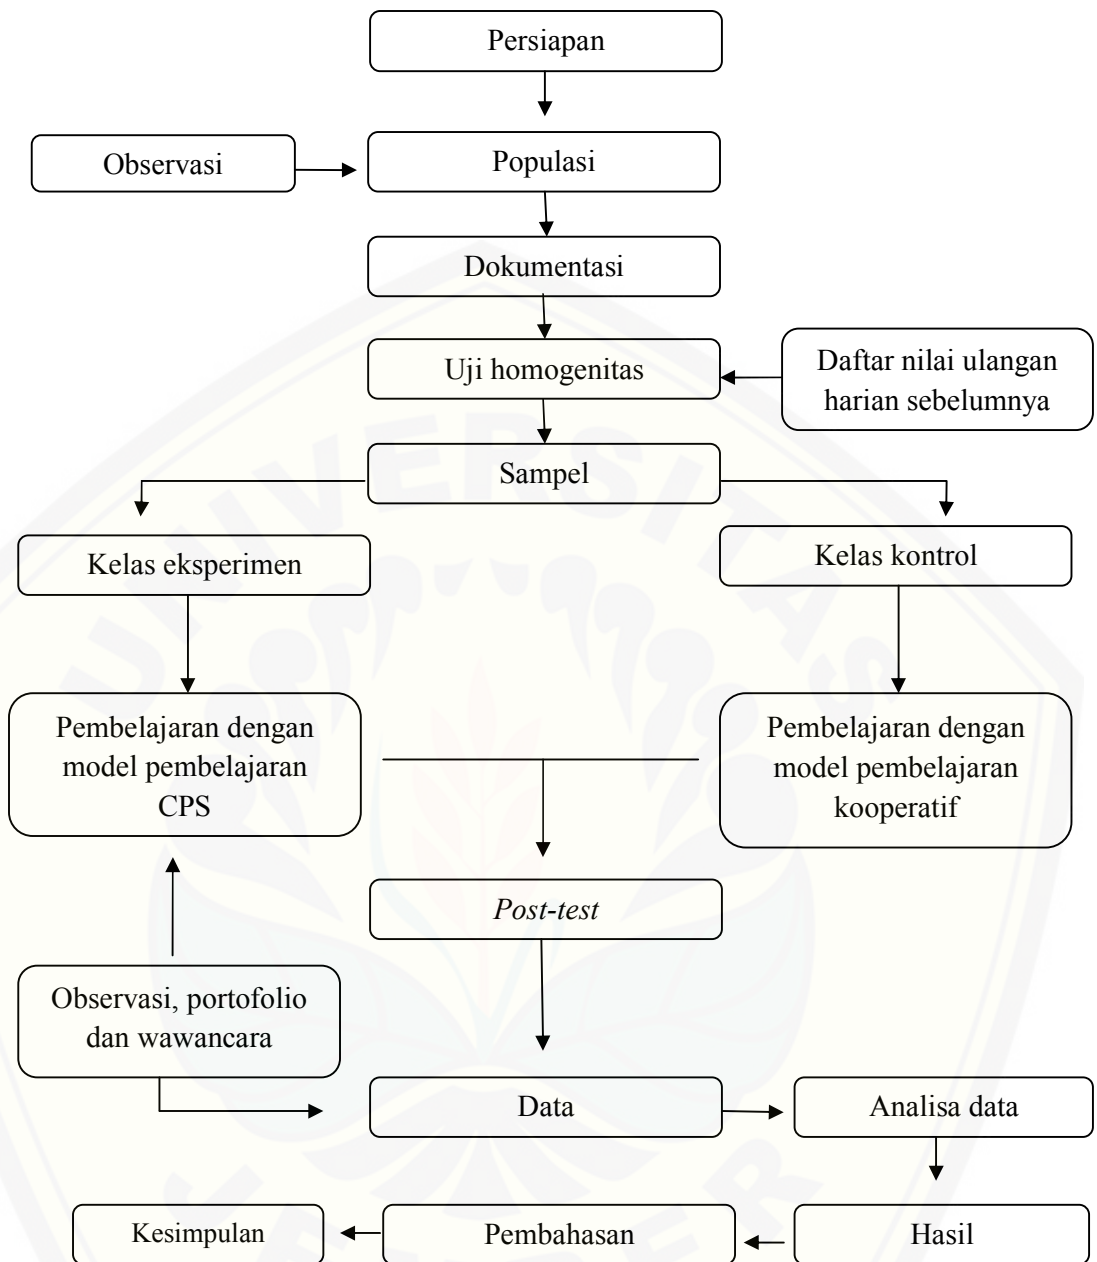 Persiapan
Observasi
Populasi
Dokumentasi
Uji homogenitas
Daftar nilai ulangan
harian sebelumnya
Sampel
Kelas eksperimen
Kelas kontrol
Pembelajaran dengan
model pembelajaran
CPS
Pembelajaran dengan
model pembelajaran
kooperatif
Post-test
Observasi, portofolio
dan wawancara
Data
Analisa data
Kesimpulan
Pembahasan
Hasil
UNIVERSITAS